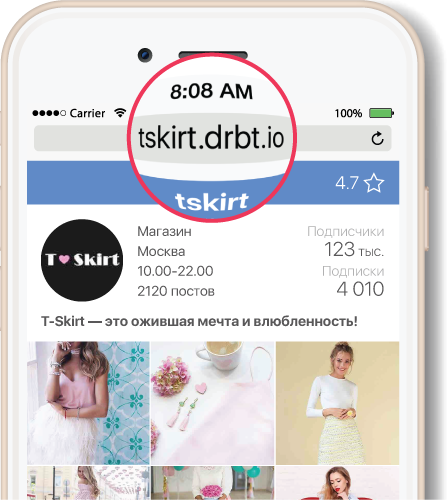 8:08 AM
Carrier
100%
tskirt.drbt.io
tskirt
4.7
T Skirt
Магазин
Москва
10.00-22.00
2120 постов
Подписчики
123 тыс.
Подписки
4 010
T-Skirt — это ожившая мечта и влюбленность!